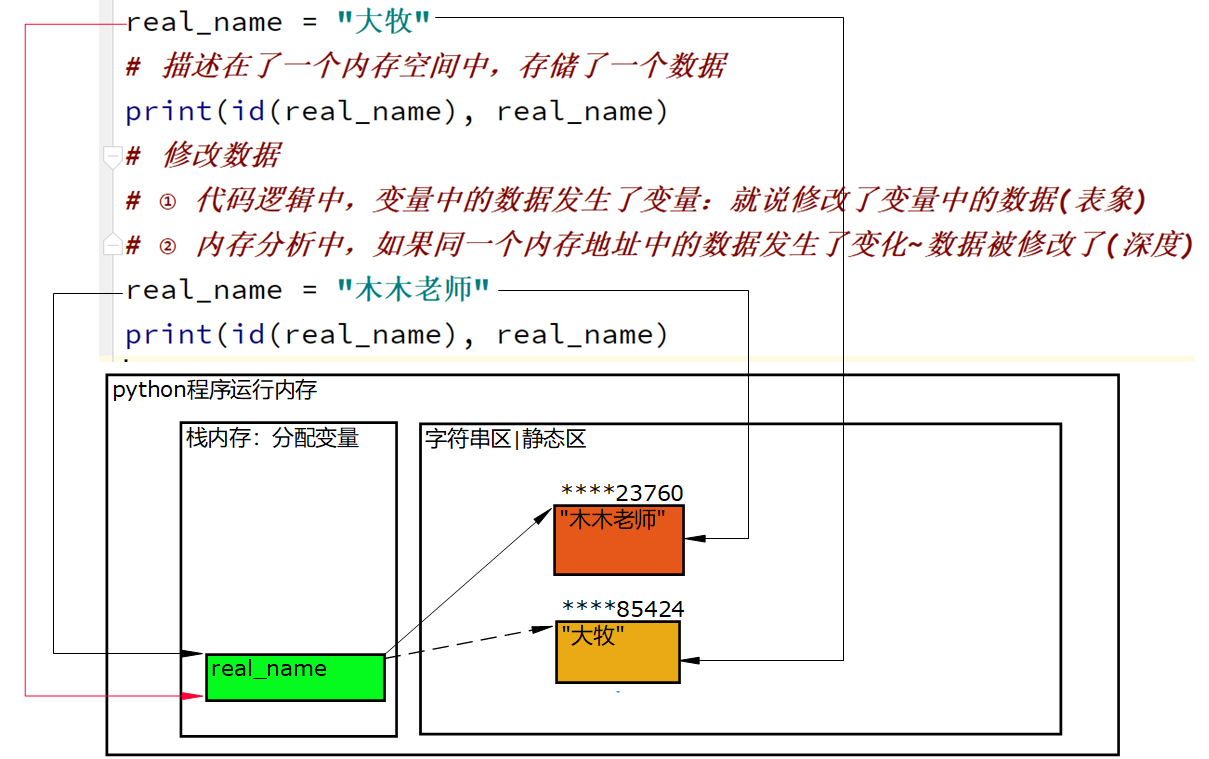 real_name = "大牧"
# 描述在了一个内存空间中，存储了一个数据
print(id(real_name), real_name)
# 修改数据
# ① 代码逻辑中，变量中的数据发生了变量：就说修改了变量中的数据(表象)
# ② 内存分析中，如果同一个内存地址中的数据发生了变化~数据被修改了(深度)
real_name = "木木老师"
print(id(real_name), real_name)
python程序运行内存
栈内存：分配变量
字符串区|静态区
****23760
"木木老师"
****85424
"大牧"
real_name